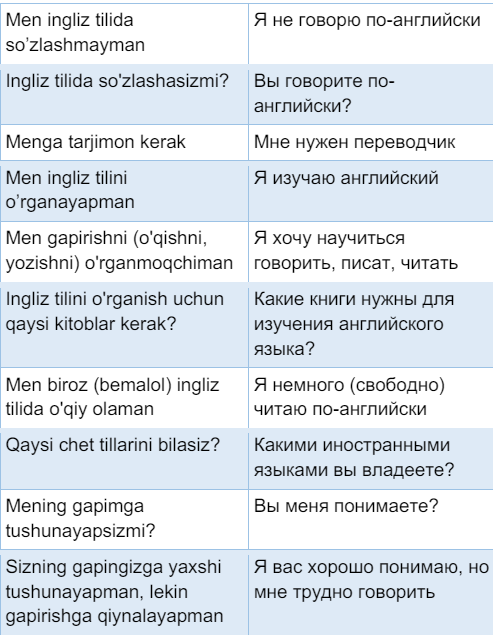 Men ingliz tilida
so’zlashmayman
Я не говорю по-английски
Ingliz tilida so'zlashasizmi?
Вы говорите по-
английски?
Menga tarjimon kerak
Мне нужен переводчик
Men ingliz tilini
o’rganayapman
Я изучаю английский
Men gapirishni (o'qishni,
yozishni) o'rganmoqchiman
Я хочу научиться
говорить, писат, читать
Ingliz tilini o'rganish uchun
qaysi kitoblar kerak?
Какие книги нужны для
изучения английского
языка?
Men biroz (bemalol) ingliz
tilida o'qiy olaman
Я немного (свободно)
читаю по-английски
Qaysi chet tillarini bilasiz?
Какими иностранными
языками вы владеете?
Mening gapimga
tushunayapsizmi?
Вы меня понимаете?
Sizning gapingizga yaxshi
tushunayapman, lekin
gapirishga qiynalayapman
Я вас хорошо понимаю, но
мне трудно говорить